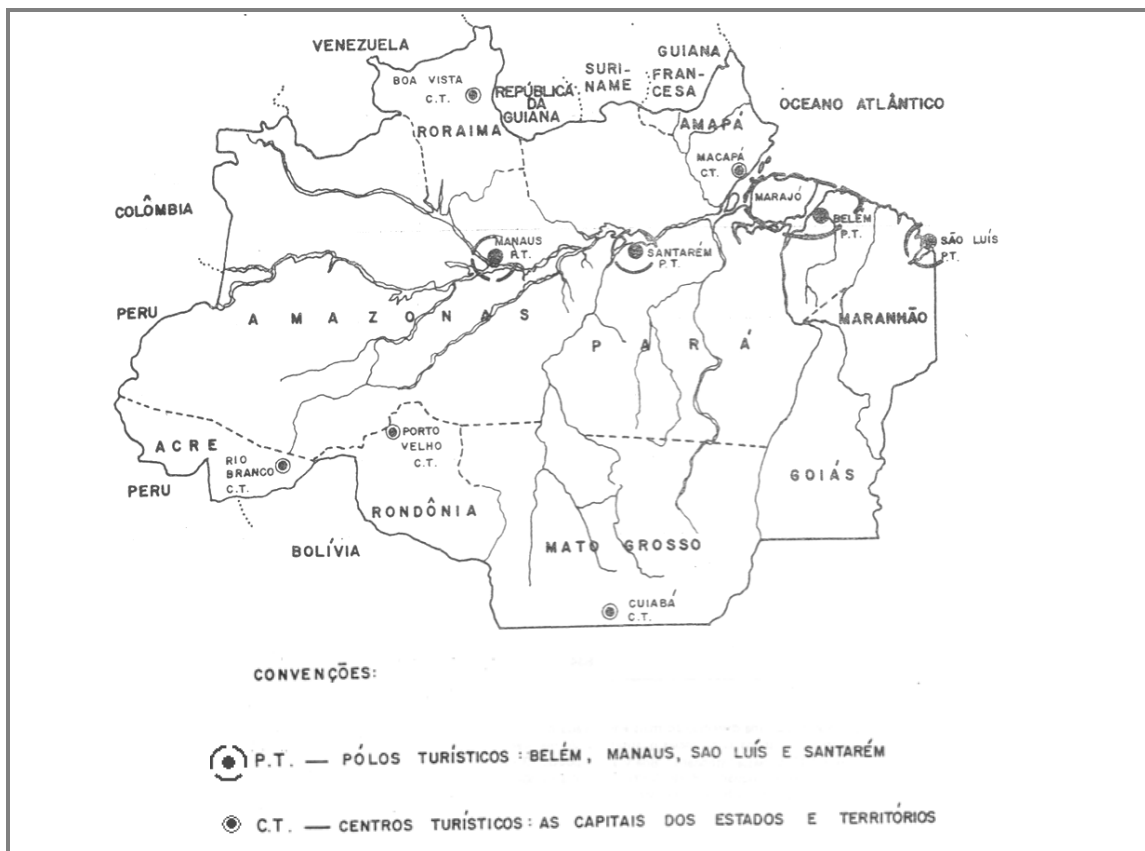 VENEZUELA
GUIANA
FRAN-
CESA
SURI-
NAME
BOA VISTA
C.T.
REPÚBLICA
DA
GUIANA
OCEANO ATLÂNTICO
RORAIMA
AMAPÁ
MACAPÁ
CT.
MARAJÓ
COLÔMBIA
BELÉM
P.T.
SÃO LUÍS
P.T.
MANAUS
P.T.
SANTARÉM
P.T.
PERU
AMAZONAS
MARANHÃO
PARÁ
ACRE
PORTO
VELHO
C.T.
RIO
BRANCO
C.T.
PERU
GOIÁS
RONDÔNIA
BOLÍVIA
MATO GROSSO
CUIABÁ
C.T.
CONVENÇÕES:
P.T. — PÓLOS TURÍSTICOS: BELÉM, MANAUS, SAO LUÍS E SANTARÉM
C.T. — CENTROS TURÍSTICOS: AS CAPITAIS DOS ESTADOS E TERRITÓRIOS